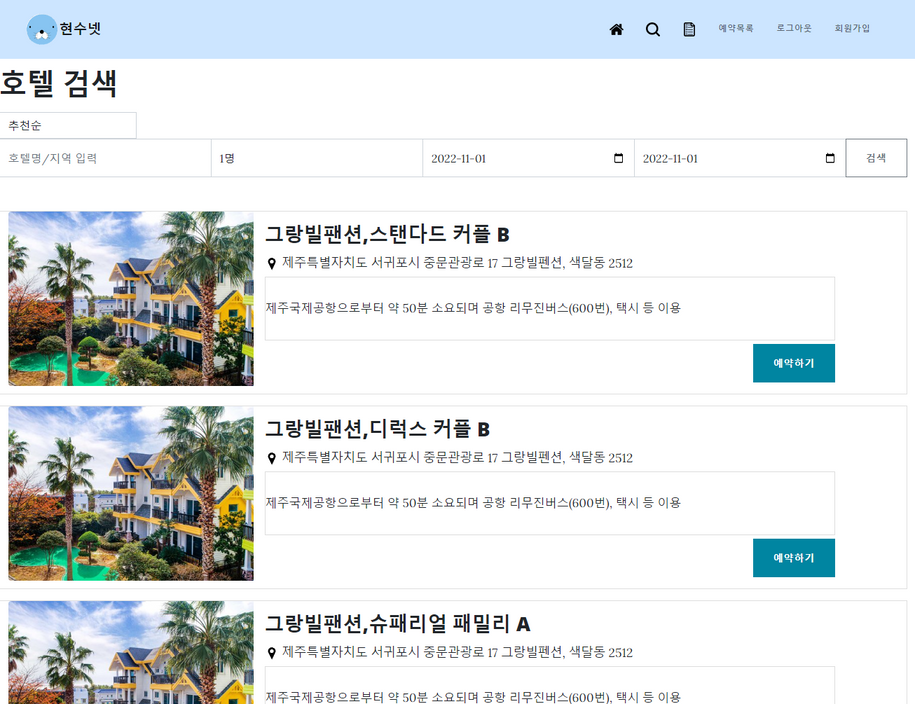 현수넷
예약목록
로그아웃
회원가입
호텔 검색
추천순
호텔명/지역 입력
1명
2022-11-01
2022-11-01
검색
그랑빌팬션,스탠다드 커플 B
제주특별자치도 서귀포시 중문관광로 17 그랑빌펜션, 색달동 2512
제주국제공항으로부터 약 50분 소요되며 공항 리무진버스(600번), 택시 등 이용
예약하기
그랑빌팬션,디럭스 커플 B
제주특별자치도 서귀포시 중문관광로 17 그랑빌펜션, 색달동 2512
제주국제공항으로부터 약 50분 소요되며 공항 리무진버스(600번), 택시 등 이용
예약하기
그랑빌팬션,슈패리얼 패밀리 A
제주특별자치도 서귀포시 중문관광로 17 그랑빌펜션, 색달동 2512
제주국제공항으로부터 약 50분 소요되며 공항 리무진버스(600번), 택시 등 이용